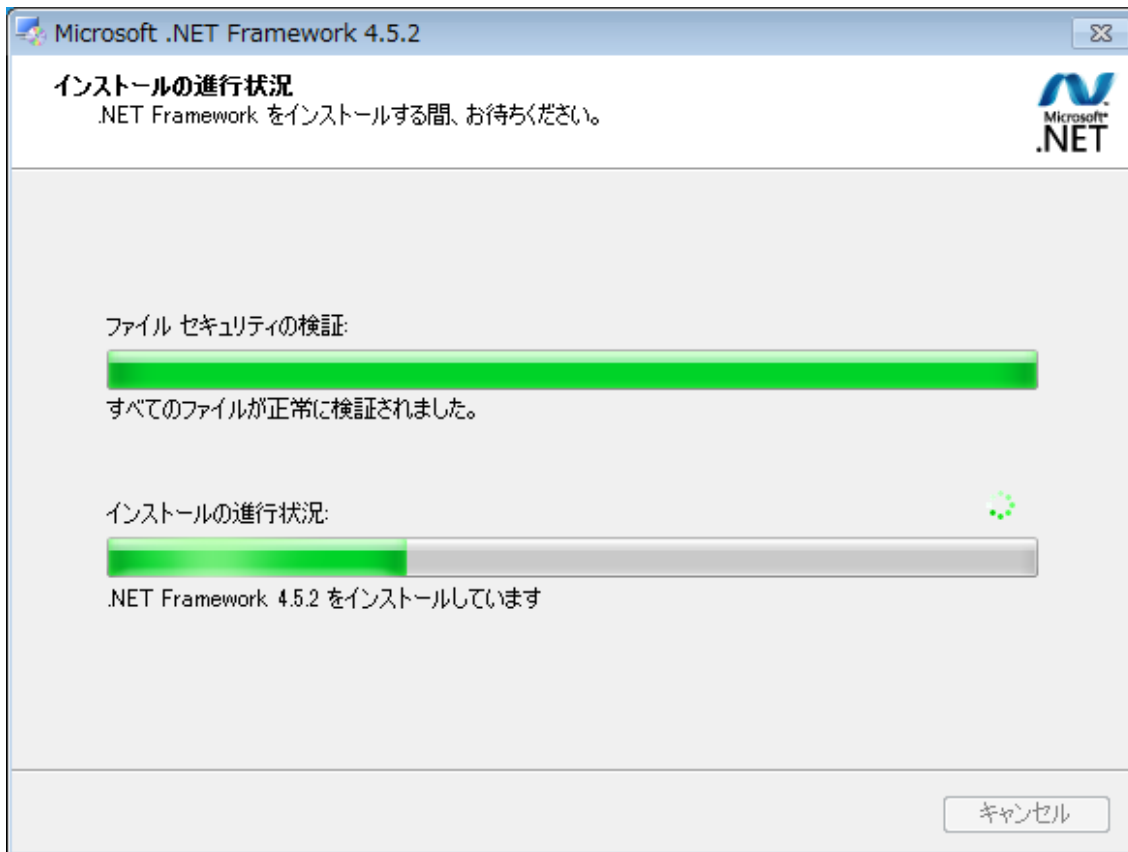 Microsoft .NET Framework 4.5.2
インストールの進行状況
.NET Framework をインストールする間、お待ちください。
Microsoft®
.NET
ファイル セキュリティの検証:
すべてのファイルが正常に検証されました。
インストールの進行状況:
.NET Framework 4.5.2 をインストールしています
キャンセル